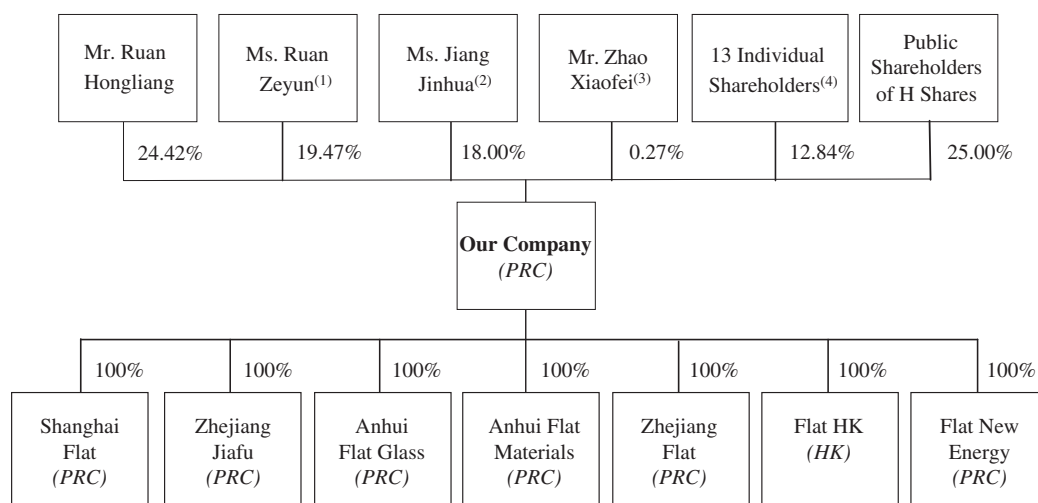 Mr. Ruan
Hongliang
Ms. Ruan
Zeyun(1)
Ms. Jiang
Jinhua(2)
Mr. Zhao
Xiaofei(3)
13 Individual
Shareholders(4)
Public
Shareholders
of H Shares
24.42%
19.47%
18.00%
0.27%
12.84%
25.00%
Our Company
(PRC)
100%
100%
100%
100%
100%
100%
100%
Shanghai
Flat
(PRC)
Zhejiang
Jiafu
(PRC)
Anhui
Flat Glass
(PRC)
Anhui Flat
Materials
(PRC)
Zhejiang
Flat
(PRC)
Flat HK
(HK)
Flat New
Energy
(PRC)